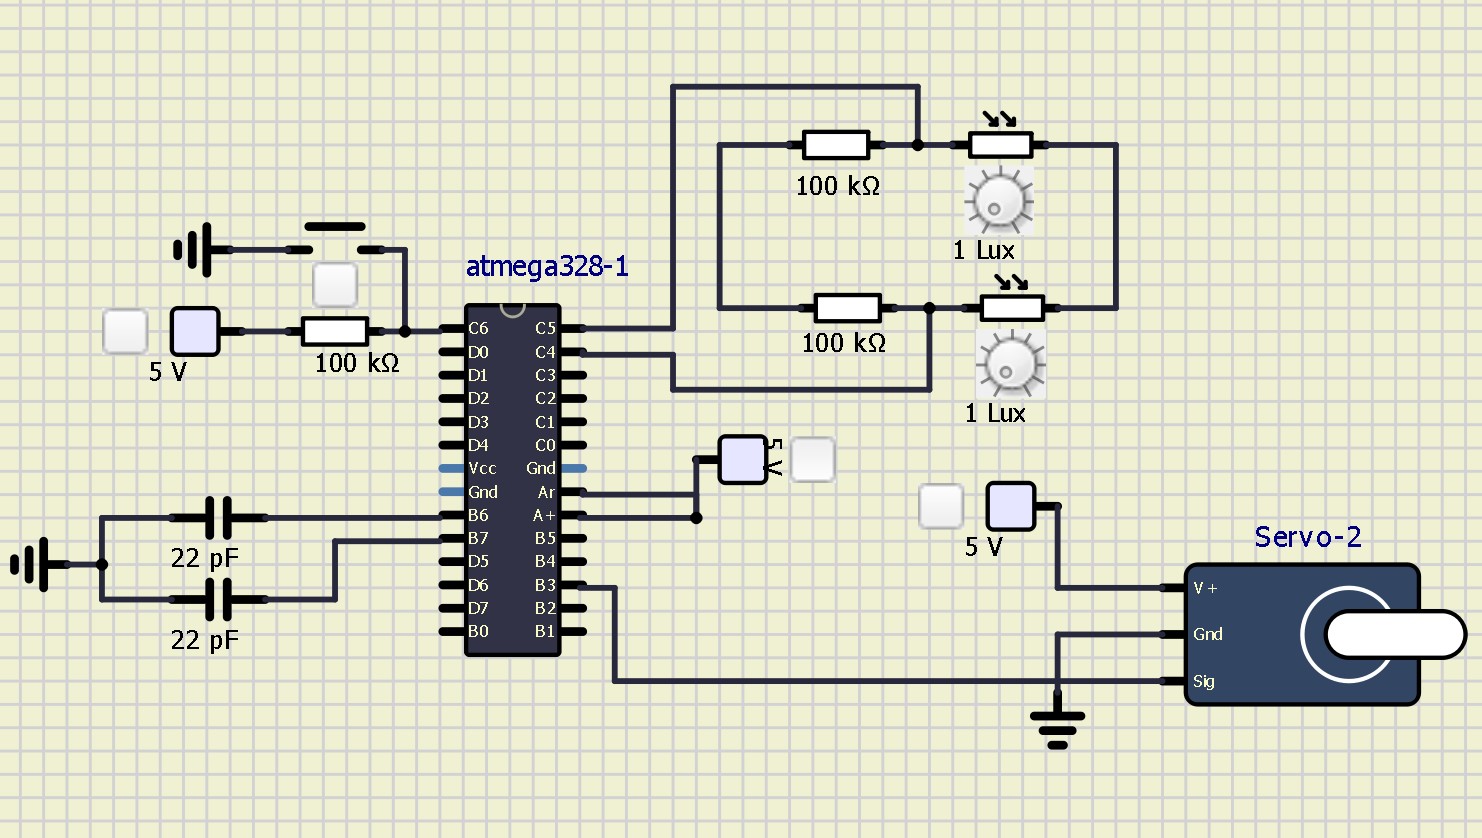 100 kΩ
1 Lux
atmega328-1
5 V
100 kΩ
100 kΩ
1 Lux
C6 C5
D0 C4
D1 C3
D2 C2
D3 C1
D4 C0
Vcc Gnd
Gnd Ar
B6 A+
B7 B5
D5 B4
D6 B3
D7 B2
B0 B1
5 V
22 pF
22 pF
5 V
Servo-2
V +
Gnd
Sig